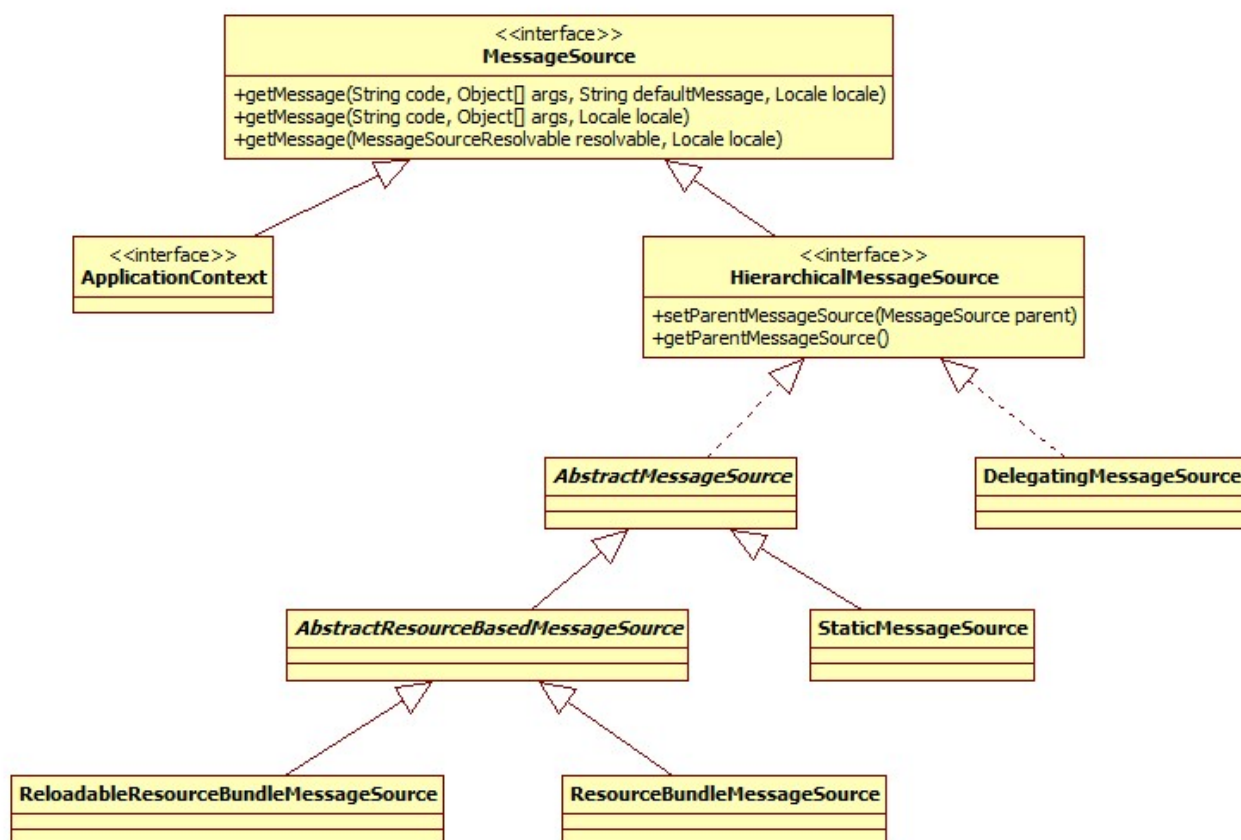 <<interface>>
MessageSource
+getMessage(String code, Object[] args, String defaultMessage, Locale locale)
+getMessage(String code, Object[] args, Locale locale)
+getMessage(MessageSourceResolvable resolvable, Locale locale)
<<interface>>
ApplicationContext
<<interface>>
HierarchicalMessageSource
+setParentMessageSource(MessageSource parent)
+getParentMessageSource()
AbstractMessageSource
DelegatingMessageSource
AbstractResourceBasedMessageSource
StaticMessageSource
ReloadableResourceBundleMessageSource
ResourceBundleMessageSource